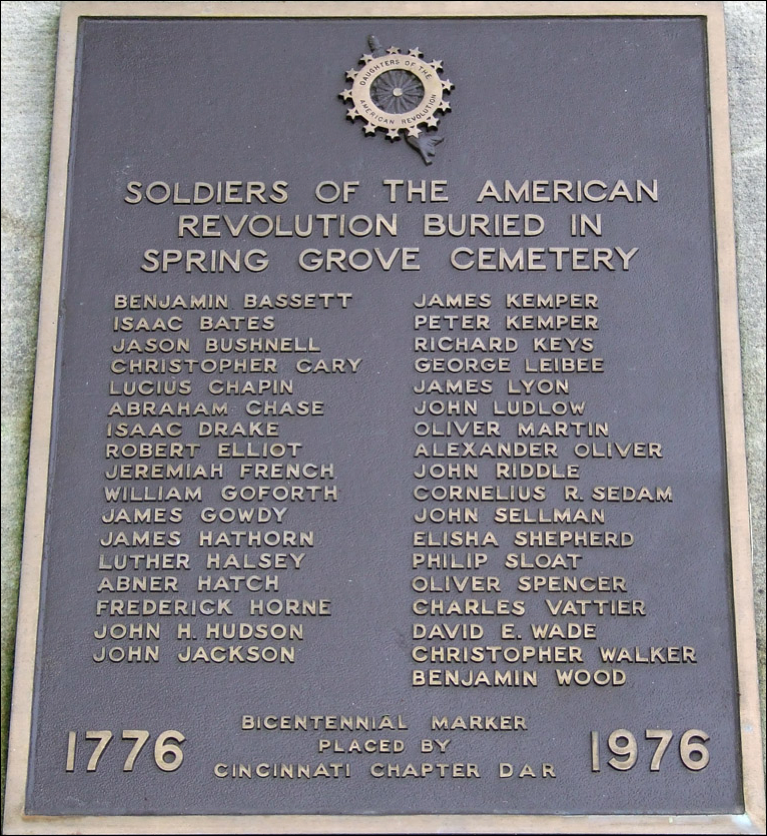 DAUGHTERS OF THE
AMERICAN REVOLUTION
SOLDIERS OF THE AMERICAN
REVOLUTION BURIED IN
SPRING GROVE CEMETERY
BENJAMIN BASSETT
ISAAC BATES
JASON BUSHNELL
CHRISTOPHER CARY
LUCIUS CHAPIN
ABRAHAM CHASE
ISAAC DRAKE
ROBERT ELLIOT
JEREMIAH FRENCH
WILLIAM GOFORTH
JAMES GOWDY
JAMES HATHORN
LUTHER HALSEY
ABNER HATCH
FREDERICK HORNE
JOHN H. HUDSON
JOHN JACKSON
JAMES KEMPER
PETER KEMPER
RICHARD KEYS
GEORGE LEIBEE
JAMES LYON
JOHN LUDLOW
OLIVER MARTIN
ALEXANDER OLIVER
JOHN RIDDLE
CORNELIUS R. SEDAM
JOHN SELLMAN
ELISHA SHEPHERD
PHILIP SLOAT
OLIVER SPENCER
CHARLES VATTIER
DAVID E. WADE
CHRISTOPHER WALKER
BENJAMIN WOOD
1776
BICENTENNIAL MARKER
PLACED BY
CINCINNATI CHAPTER DAR
1976